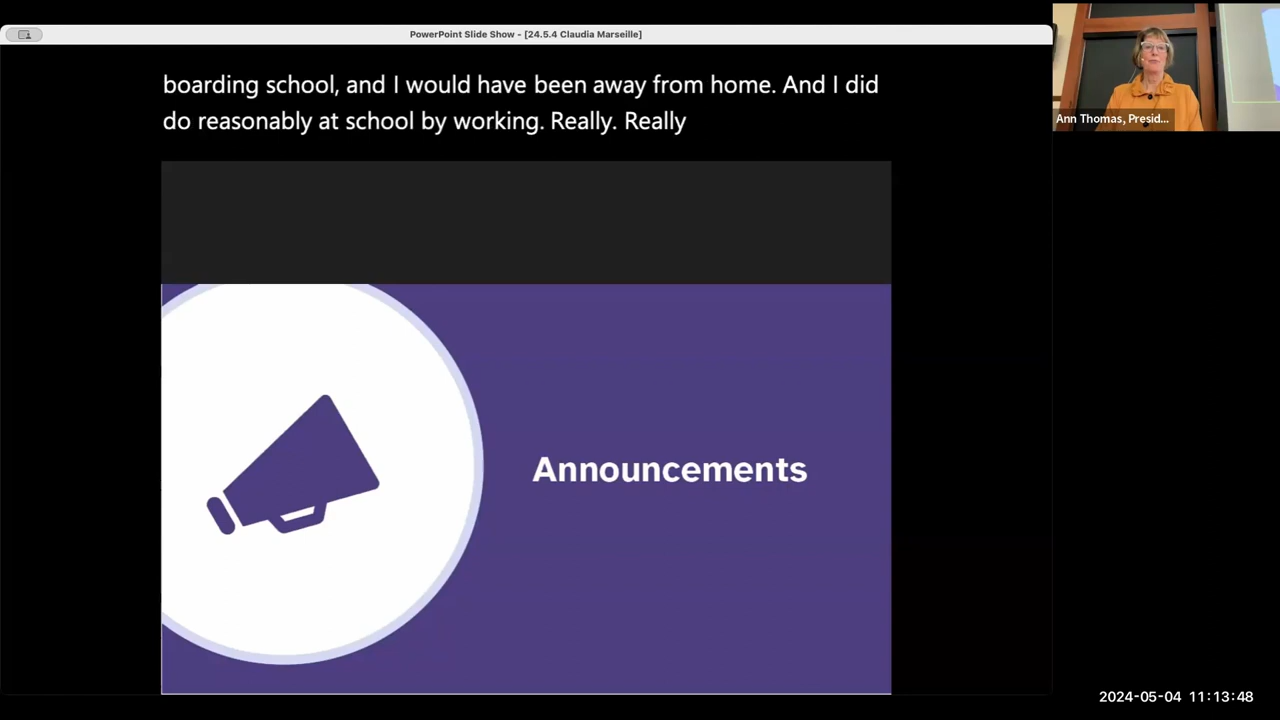 PowerPoint Slide Show - [24.5.4 Claudia Marseille]
boarding school, and I would have been away from home. And I did
do reasonably at school by working. Really. Really
Ann Thomas, Presid...
Announcements
2024-05-04 11:13:48